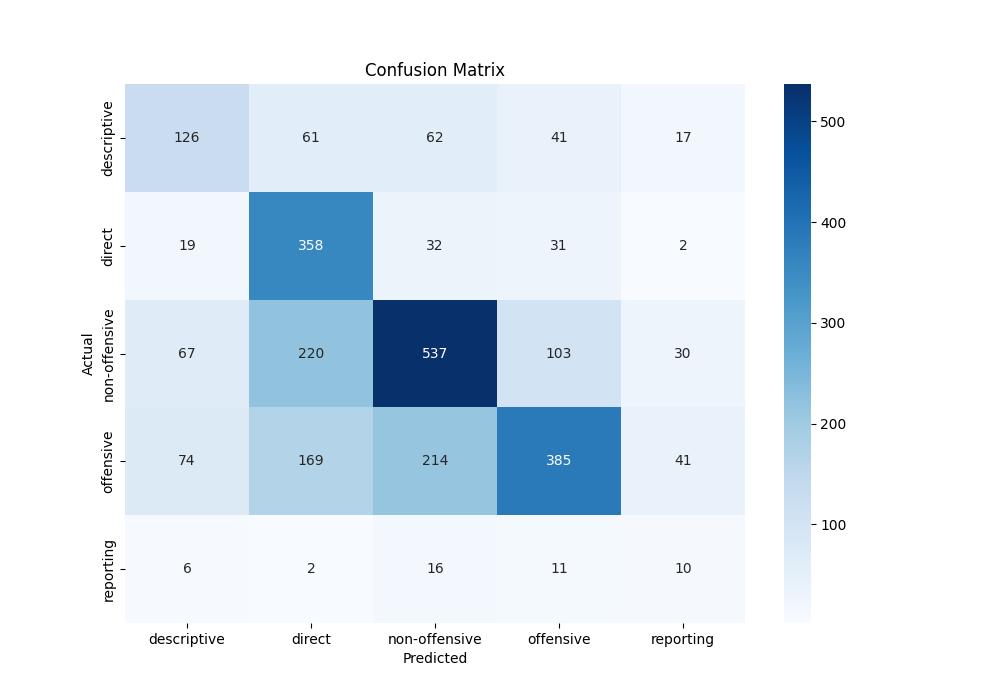 Confusion Matrix
Actual
descriptive 126 61 62 41 17
direct 19 358 32 31 2
non-offensive 67 220 537 103 30
offensive 74 169 214 385 41
reporting 6 2 16 11 10
descriptive direct non-offensive offensive reporting
Predicted
500
400
300
200
100